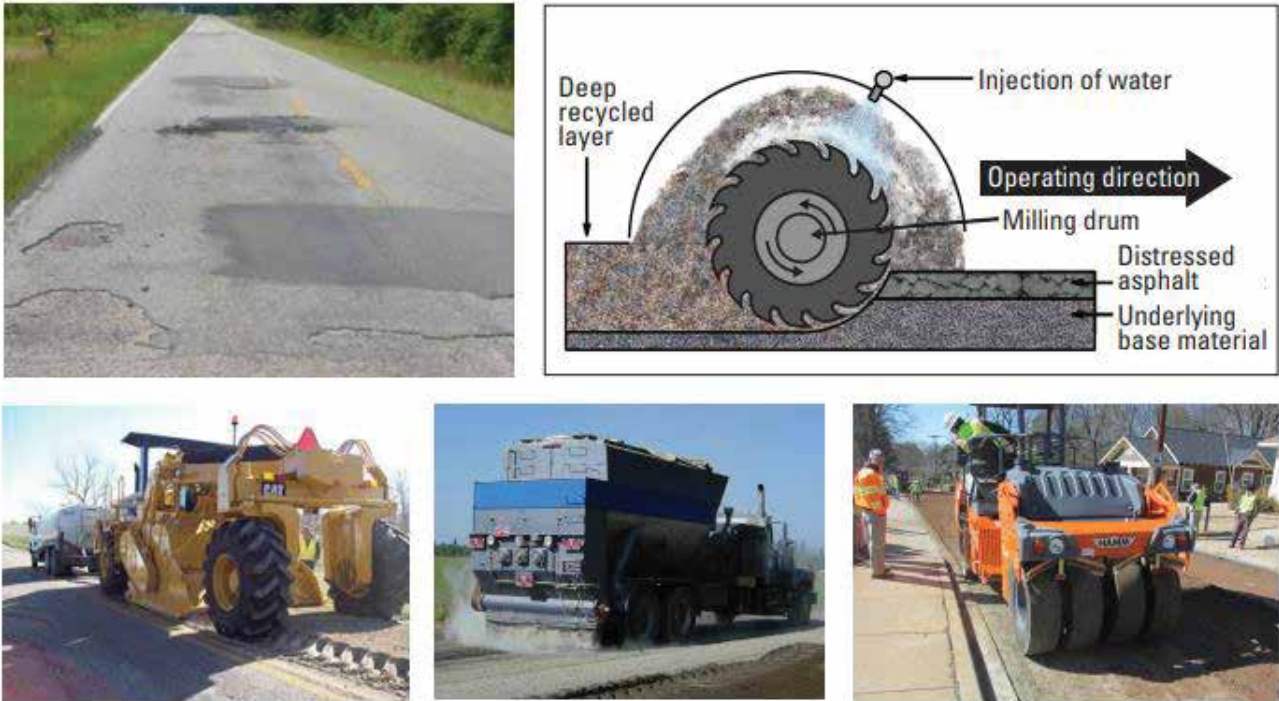 Deep
recycled
layer
Injection of water
Operating direction
Milling drum
Distressed
asphalt
Underlying
base material
CAT
HAMM